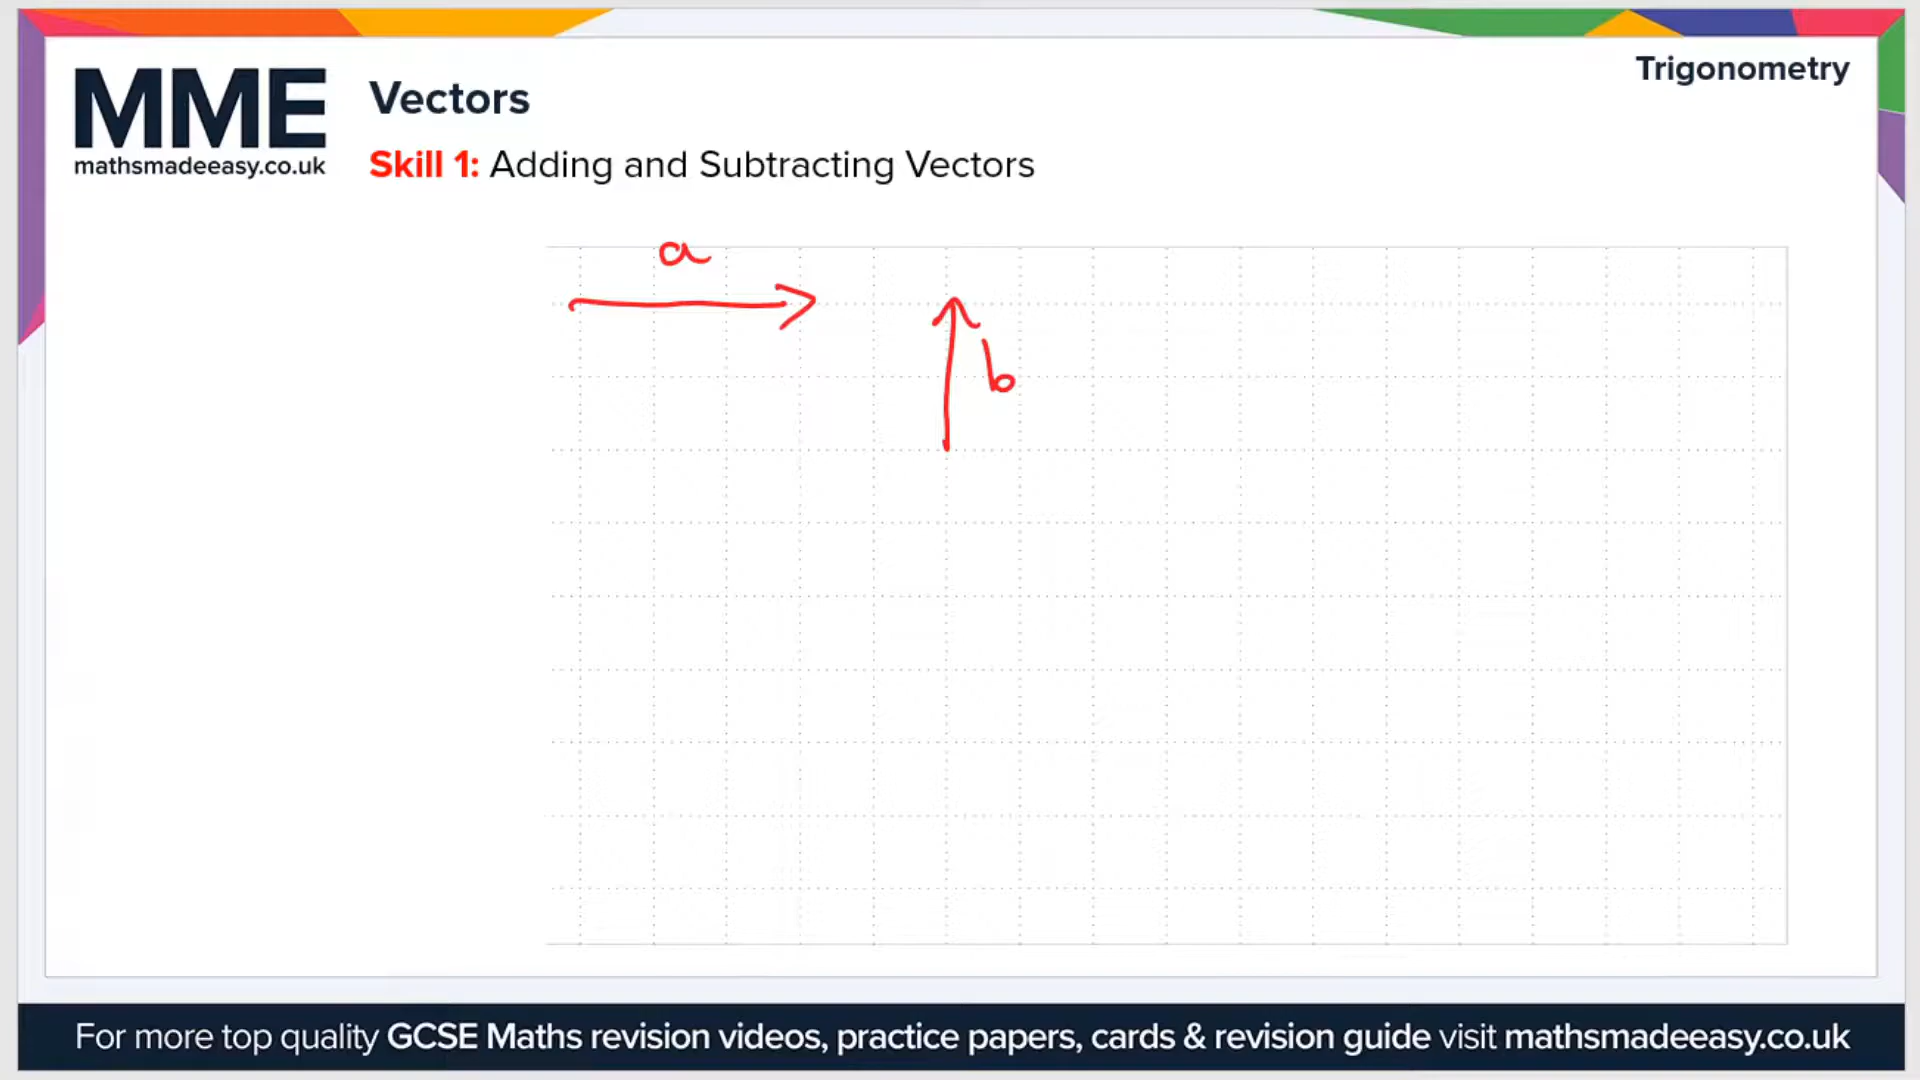 Trigonometry
MME
mathsmadeeasy.co.uk
Vectors
Skill 1: Adding and Subtracting Vectors
a
b
For more top quality GCSE Maths revision videos, practice papers, cards & revision guide visit mathsmadeeasy.co.uk